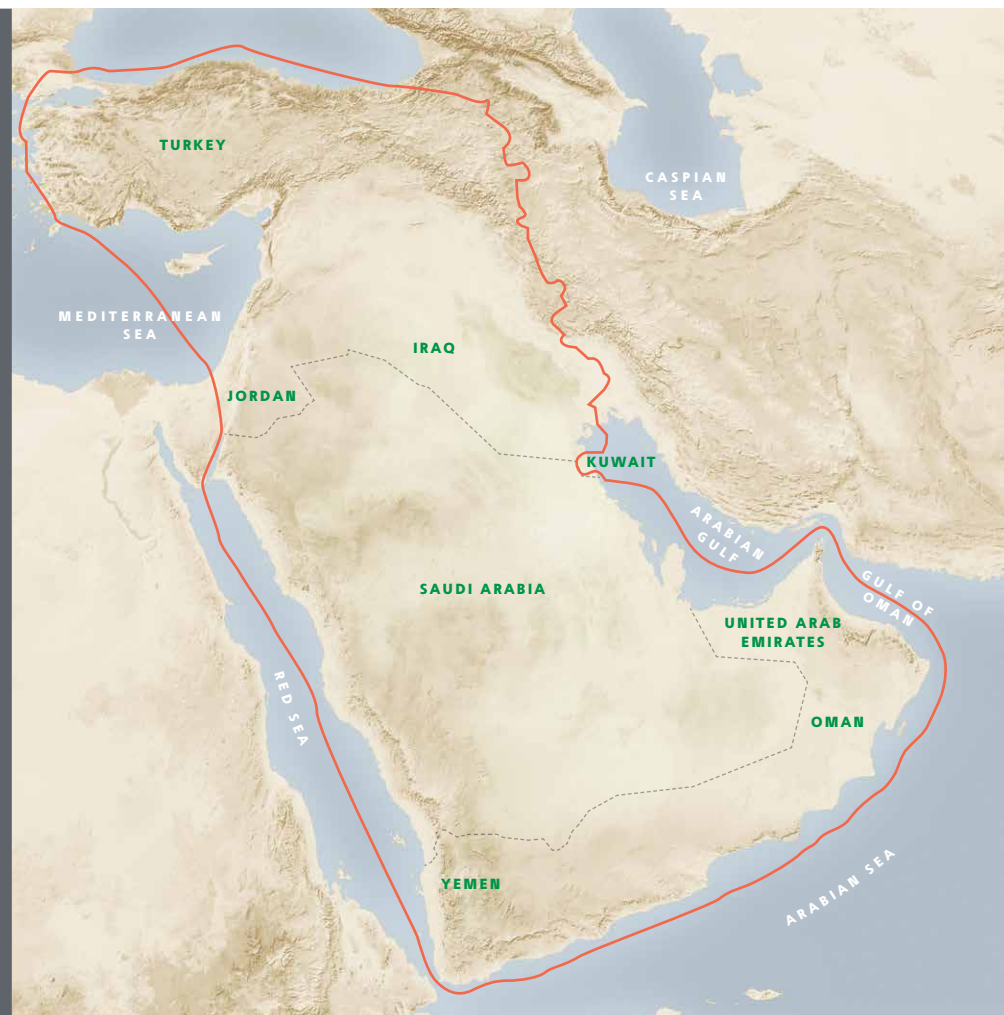 TURKEY
CASPIAN
SEA
MEDITERRANEAN
SEA
IRAQ
JORDAN
KUWAIT
ARABIAN
GULF
SAUDI ARABIA
GULF OF
OMAN
UNITED ARAB
EMIRATES
RED SEA
OMAN
YEMEN
ARABIAN SEA